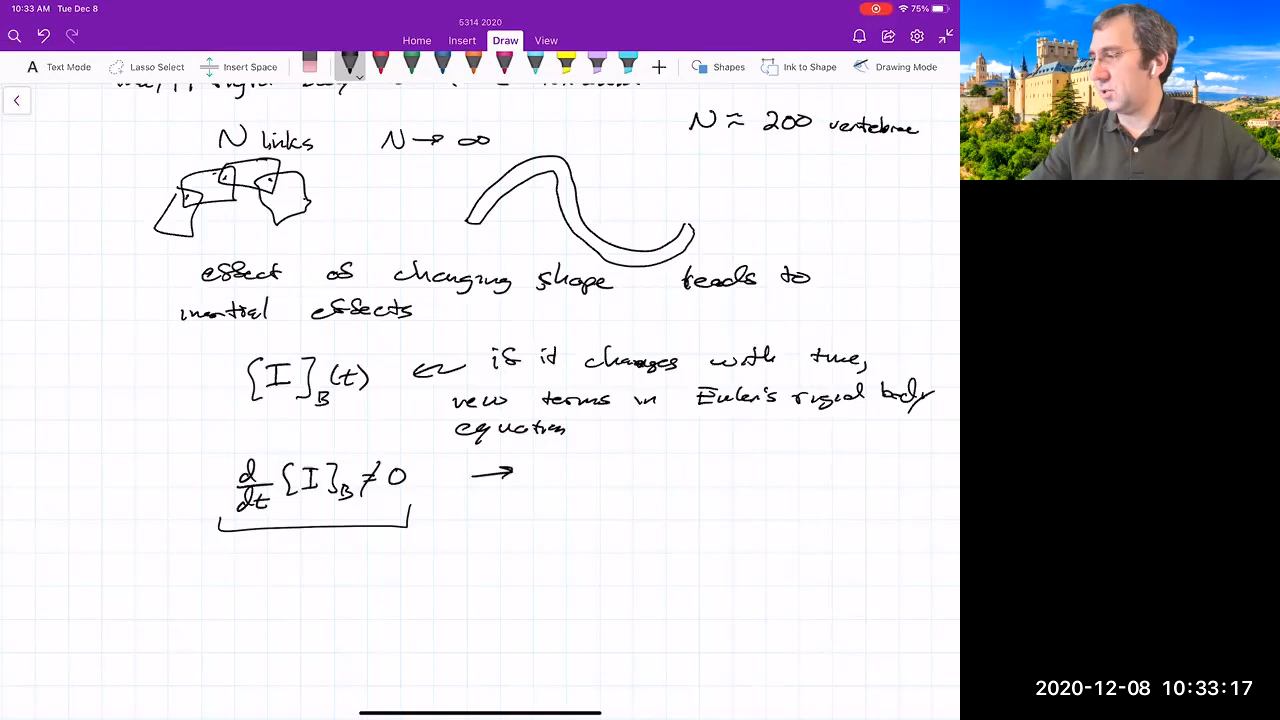 10:33 AM Tue Dec 8
75%
5314 2020
Home Insert Draw View
A Text Mode Lasso Select Insert Space Shapes Ink to Shape Drawing Mode
N links N → ∞ N ≈ 200 vertebrae
effect of changing shape leads to
inertial effects
[I]_B (t) ← if it changes with time,
new terms in Euler's rigid body
equation
d/dt [I]_B ≠ 0 →
2020-12-08 10:33:17